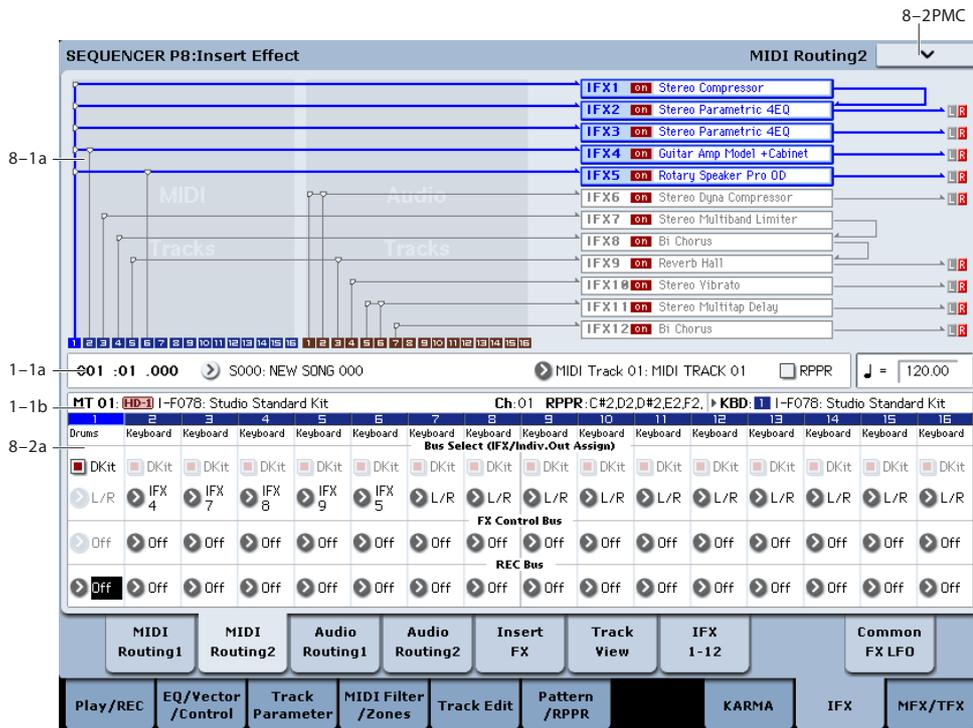 8–2PMC
SEQUENCER P8:Insert Effect MIDI Routing2
IFX1 on Stereo Compressor
IFX2 on Stereo Parametric 4EQ L R
IFX3 on Stereo Parametric 4EQ L R
8–1a
IFX4 on Guitar Amp Model +Cabinet L R
IFX5 on Rotary Speaker Pro OD L R
MIDI Audio
IFX6 on Stereo Dyna Compressor L R
IFX7 on Stereo Multiband Limiter
IFX8 on Bi Chorus
Tracks Tracks
IFX9 on Reverb Hall L R
IFX10 on Stereo Vibrato L R
IFX11 on Stereo Multitap Delay L R
IFX12 on Bi Chorus L R
1 2 3 4 5 6 7 8 9 10 11 12 13 14 15 16 1 2 3 4 5 6 7 8 9 10 11 12 13 14 15 16
1–1a
001 :01 .000 S000: NEW SONG 000 MIDI Track 01: MIDI TRACK 01 RPPR ♩ = 120.00
1–1b
MT 01: HD-1 I-F078: Studio Standard Kit Ch:01 RPPR:C#2,D2,D#2,E2,F2, KBD: 1 I-F078: Studio Standard Kit
1 2 3 4 5 6 7 8 9 10 11 12 13 14 15 16
Drums Keyboard Keyboard Keyboard Keyboard Keyboard Keyboard Keyboard Keyboard Keyboard Keyboard Keyboard Keyboard Keyboard Keyboard Keyboard
8–2a
Bus Select (IFX/Indiv.Out Assign)
DKit DKit DKit DKit DKit DKit DKit DKit DKit DKit DKit DKit DKit DKit DKit DKit
L/R IFX 4 IFX 7 IFX 8 IFX 9 IFX 5 L/R L/R L/R L/R L/R L/R L/R L/R L/R L/R
FX Control Bus
Off Off Off Off Off Off Off Off Off Off Off Off Off Off Off Off
REC Bus
Off Off Off Off Off Off Off Off Off Off Off Off Off Off Off Off
MIDI Routing1 MIDI Routing2 Audio Routing1 Audio Routing2 Insert FX Track View IFX 1-12 Common FX LFO
Play/REC EQ/Vector /Control Track Parameter MIDI Filter /Zones Track Edit Pattern /RPPR KARMA IFX MFX/TFX